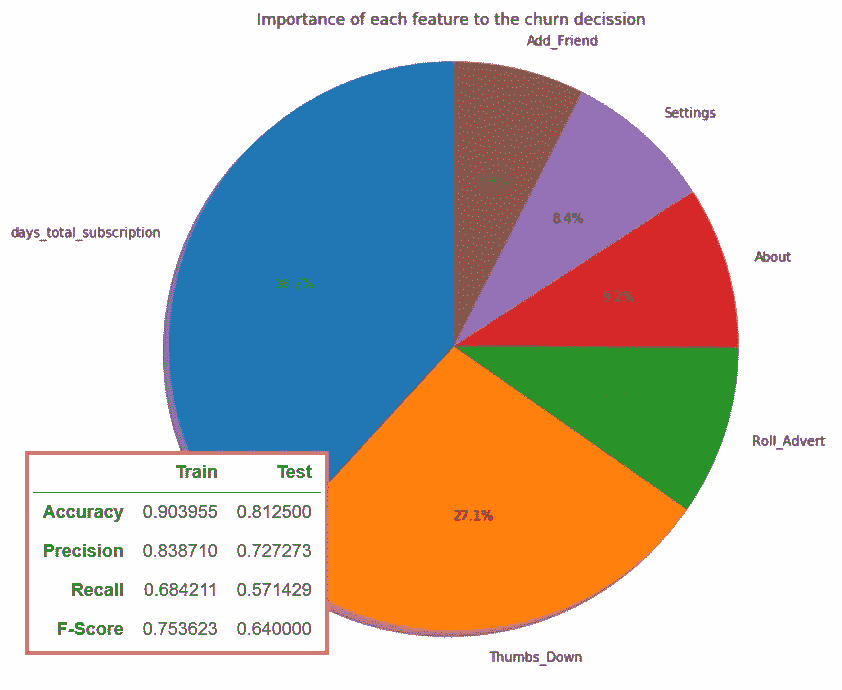 Importance of each feature to the churn decission
Add_Friend
Settings
8.4%
days_total_subscription
About
9.2%
Roll_Advert
27.1%
Thumbs_Down
Train Test
Accuracy 0.903955 0.812500
Precision 0.838710 0.727273
Recall 0.684211 0.571429
F-Score 0.753623 0.640000